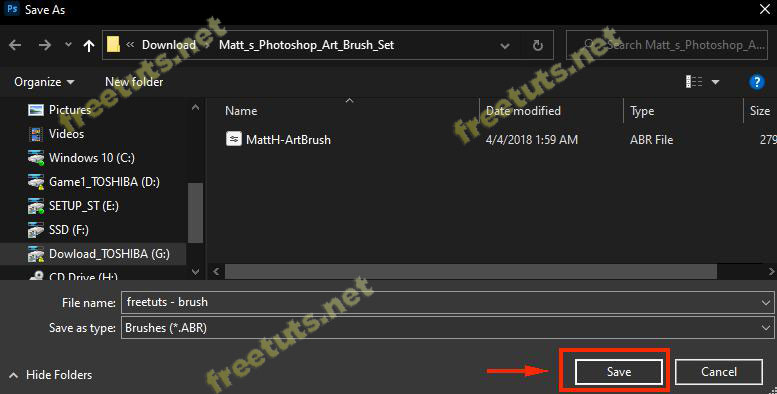 Ps Save As
Download > Matt_s_Photoshop_Art_Brush_Set
Search Matt_s_Photoshop_A...
Organize New folder ?
Pictures
Videos
Windows 10 (C:)
Game1_TOSHIBA (D:)
SETUP_ST (E:)
SSD (F:)
Dowload_TOSHIBA (G:)
CD Drive (H:)
Name Date modified Type Size
MattH-ArtBrush 4/4/2018 1:59 AM ABR File 279
File name: freetuts - brush
Save as type: Brushes (*.ABR)
Hide Folders
Save Cancel
freetuts.net
freetuts.net
freetuts.net